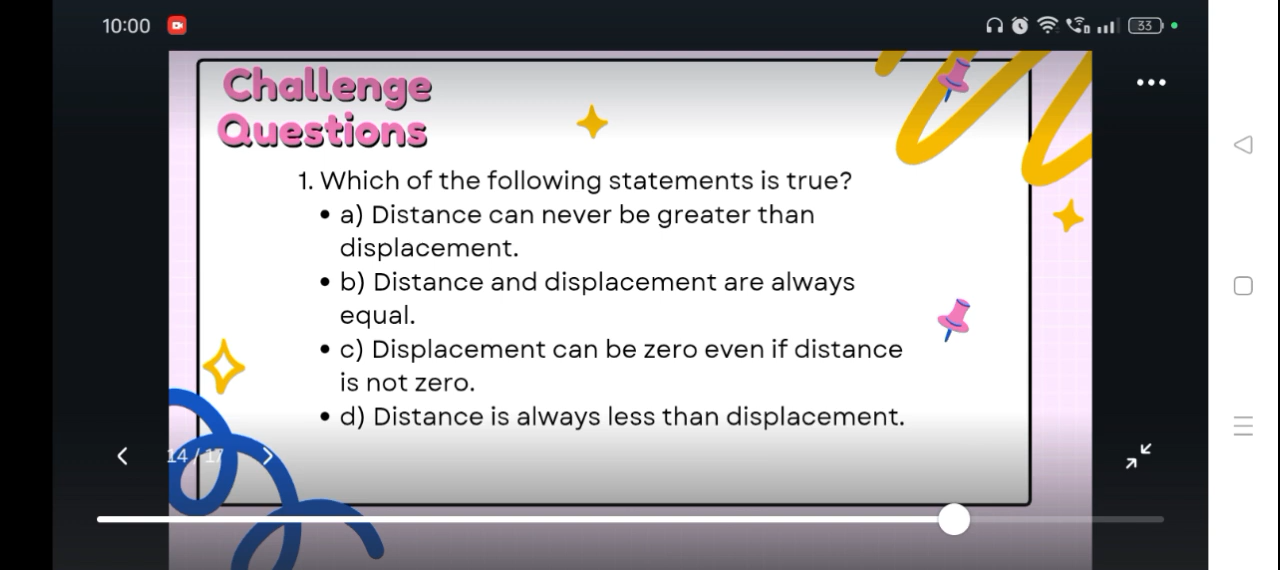 10:00
33
Challenge
Questions
1. Which of the following statements is true?
• a) Distance can never be greater than
displacement.
• b) Distance and displacement are always
equal.
• c) Displacement can be zero even if distance
is not zero.
• d) Distance is always less than displacement.
14 / 17